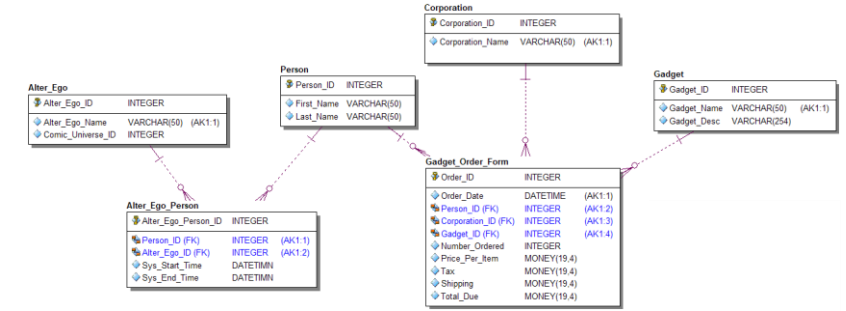 Corporation
Corporation_ID INTEGER
Corporation_Name VARCHAR(50) (AK1:1)
Person
Person_ID INTEGER
First_Name VARCHAR(50)
Last_Name VARCHAR(50)
Gadget
Gadget_ID INTEGER
Gadget_Name VARCHAR(50) (AK1:1)
Gadget_Desc VARCHAR(254)
Alter_Ego
Alter_Ego_ID INTEGER
Alter_Ego_Name VARCHAR(50) (AK1:1)
Comic_Universe_ID INTEGER
Gadget_Order_Form
Order_ID INTEGER
Order_Date DATETIME (AK1:1)
Person_ID (FK) INTEGER (AK1:2)
Corporation_ID (FK) INTEGER (AK1:3)
Gadget_ID (FK) INTEGER (AK1:4)
Number_Ordered INTEGER
Price_Per_Item MONEY(19,4)
Tax MONEY(19,4)
Shipping MONEY(19,4)
Total_Due MONEY(19,4)
Alter_Ego_Person
Alter_Ego_Person_ID INTEGER
Person_ID (FK) INTEGER (AK1:1)
Alter_Ego_ID (FK) INTEGER (AK1:2)
Sys_Start_Time DATETIMN
Sys_End_Time DATETIMN